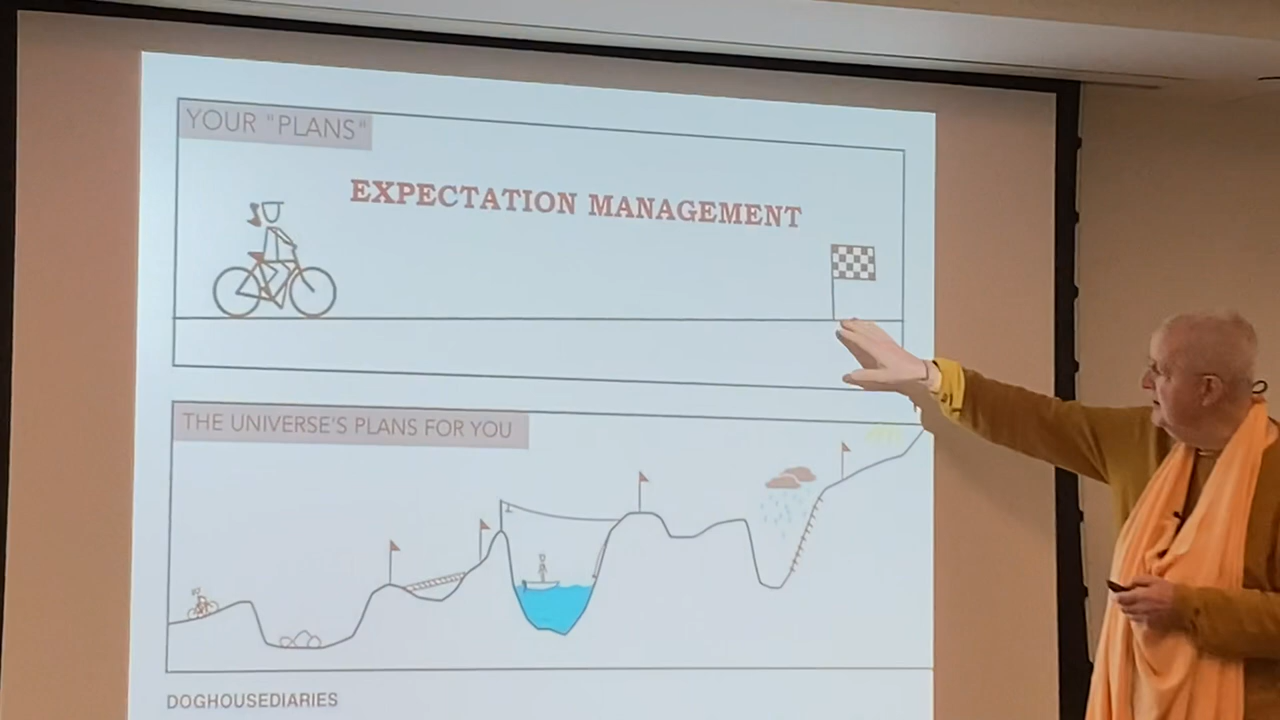 YOUR "PLANS"
EXPECTATION MANAGEMENT
THE UNIVERSE'S PLANS FOR YOU
DOGHOUSEDIARIES